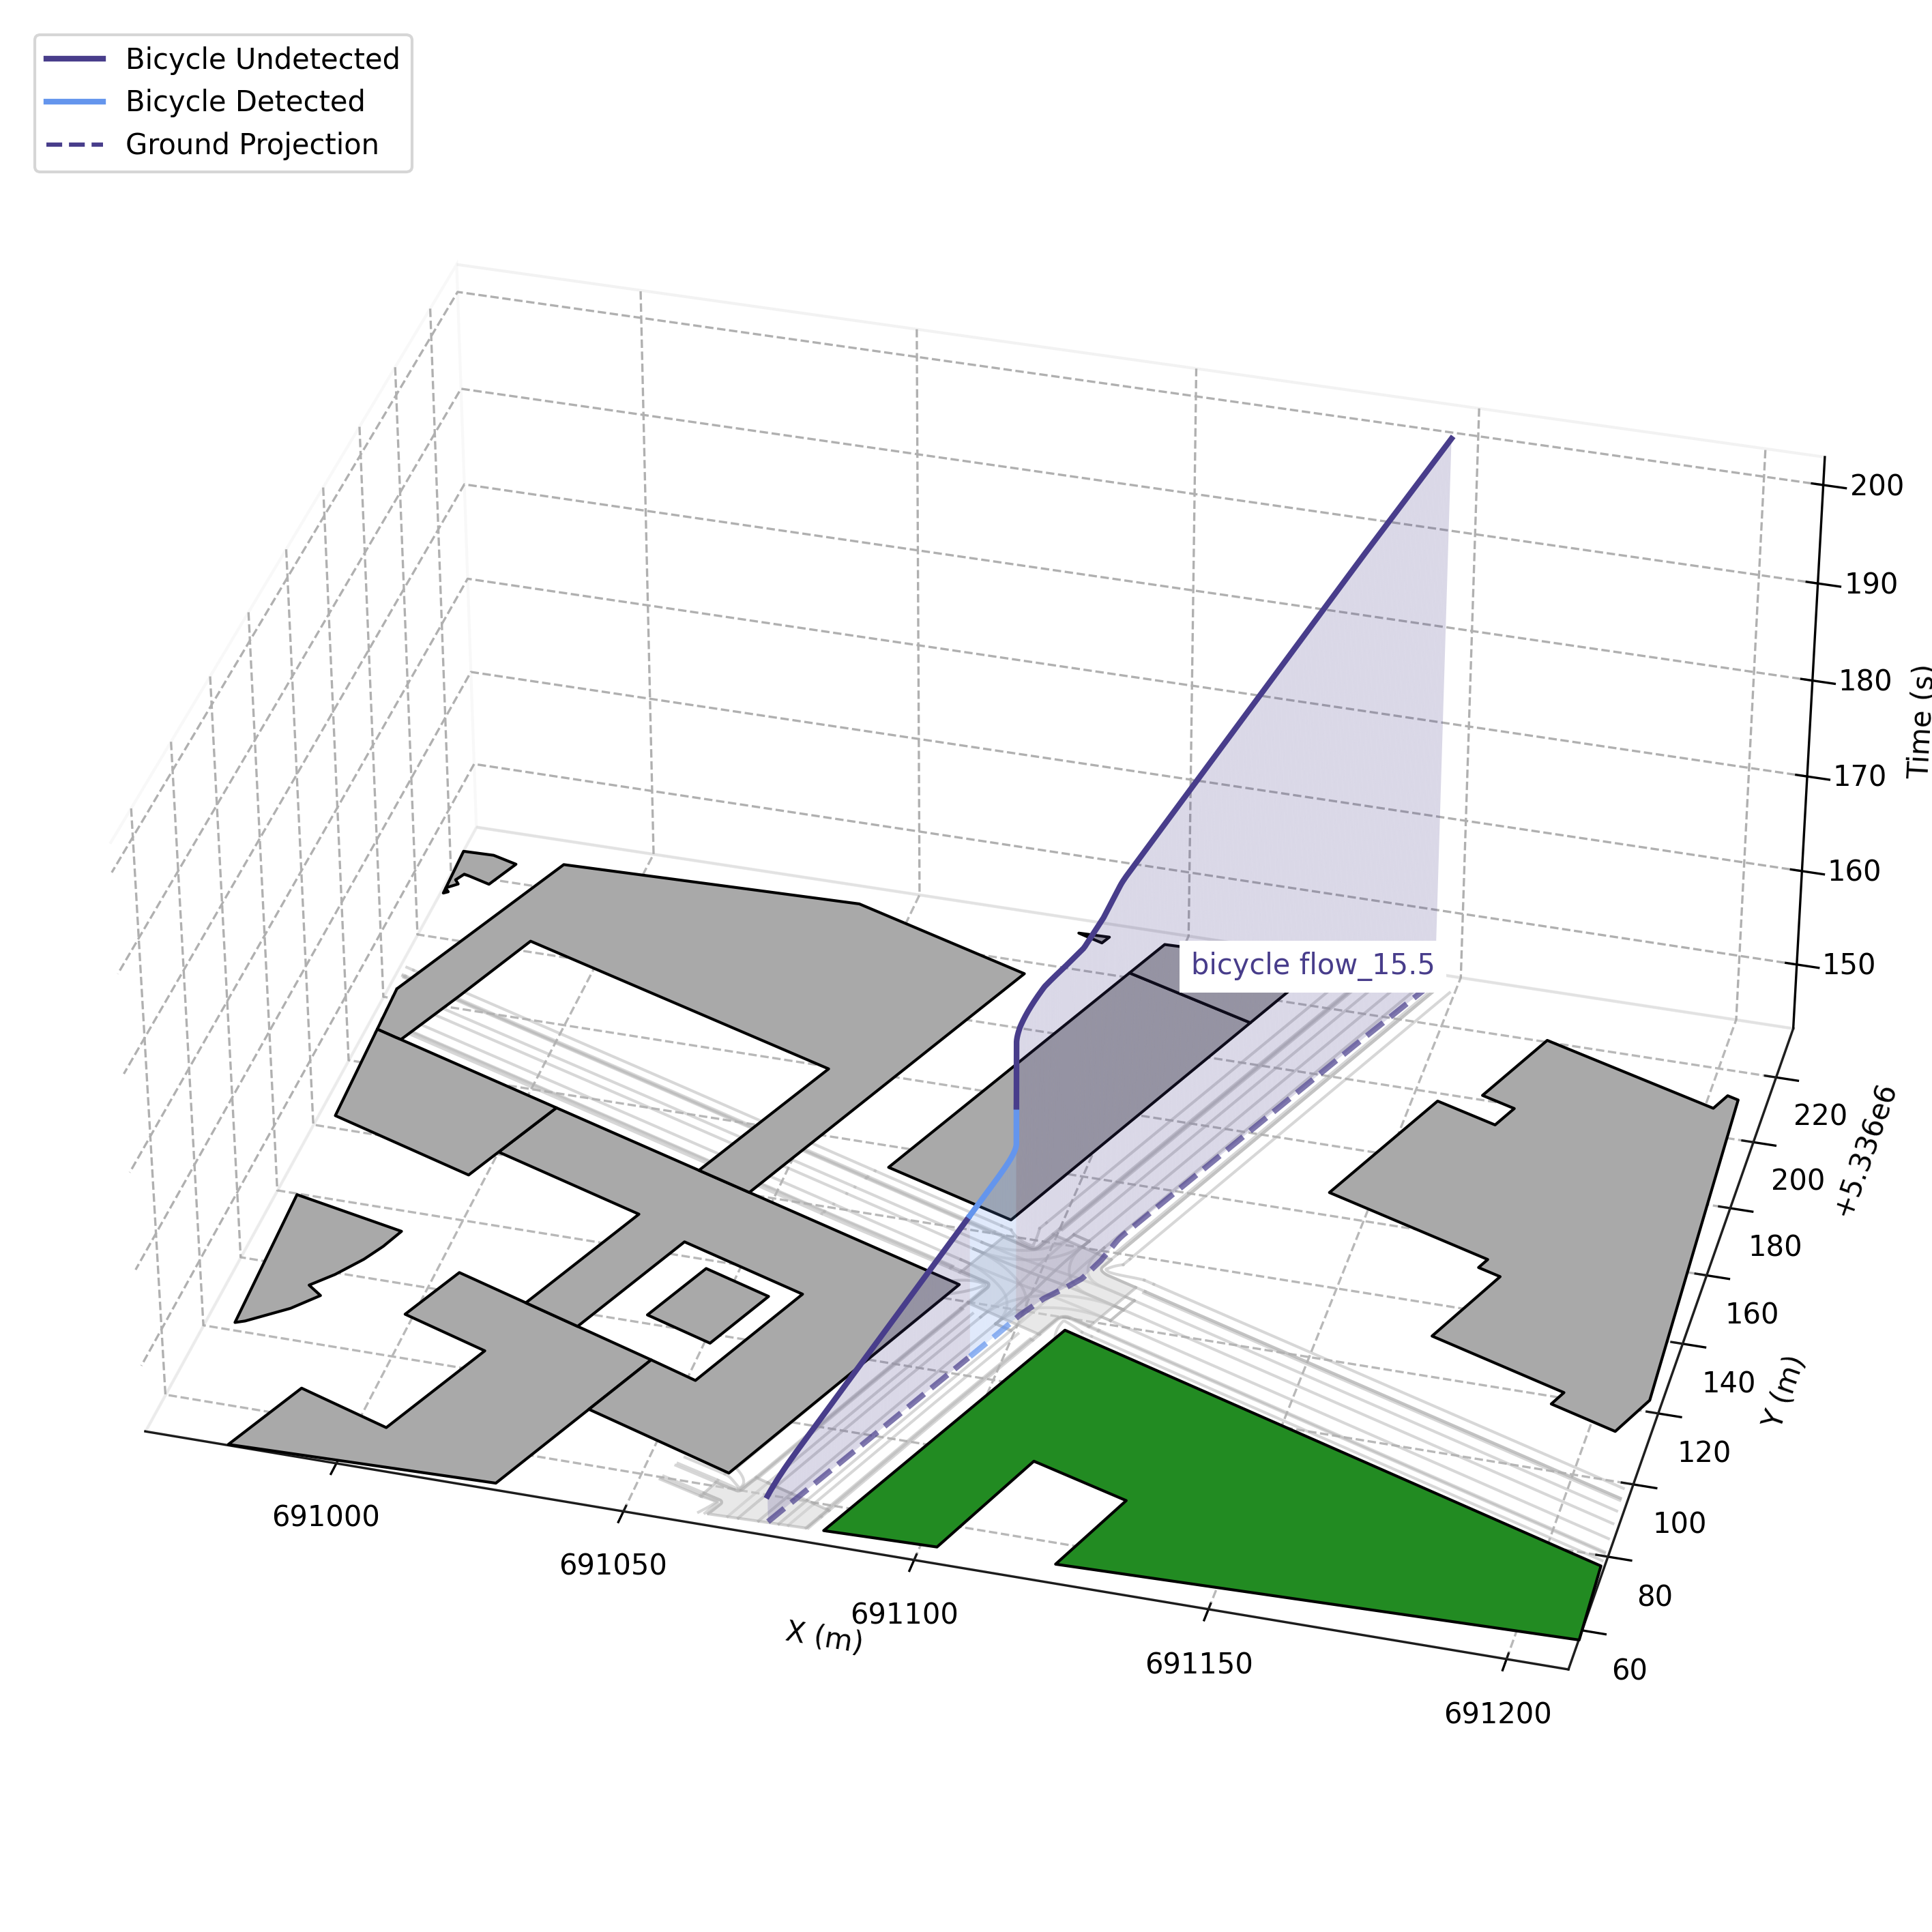 Bicycle Undetected
Bicycle Detected
Ground Projection
200
190
180
170
160
150
Time (s)
bicycle flow_15.5
220
200
180
160
140
120
100
80
60
+5.336e6
Y (m)
691000
691050
691100
691150
691200
X (m)